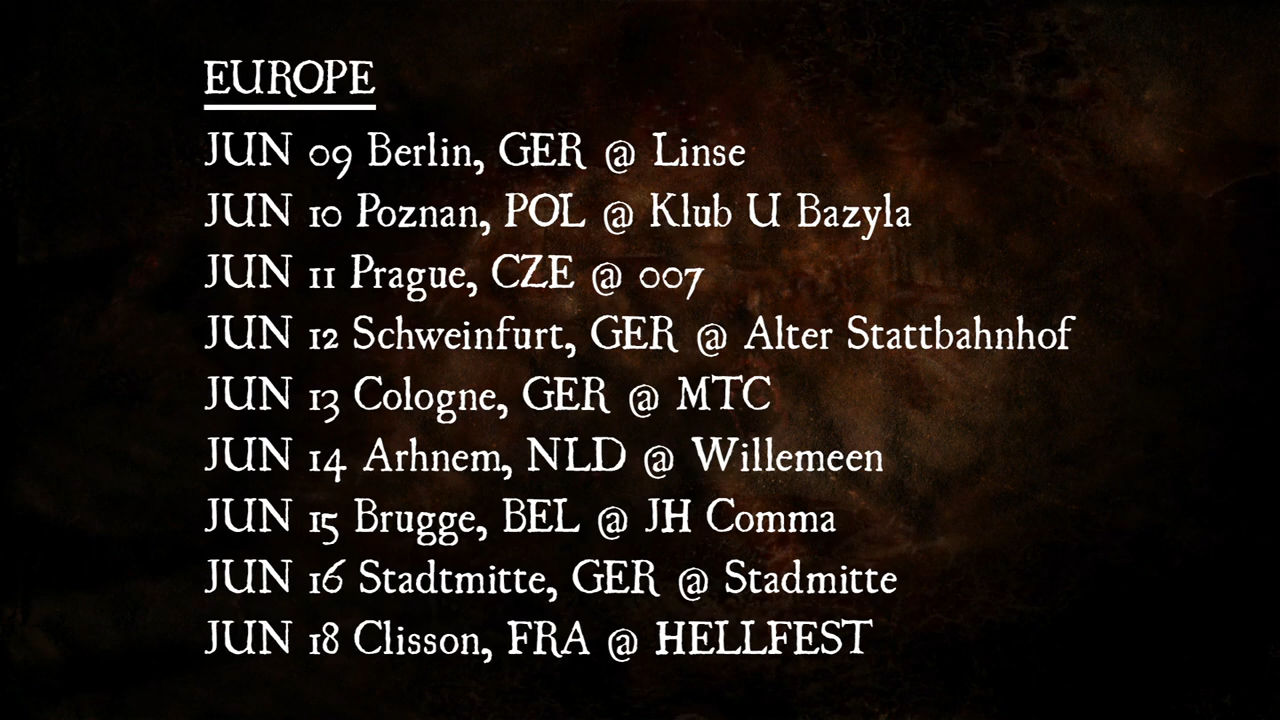 EUROPE
JUN 09 Berlin, GER @ Linse
JUN 10 Poznan, POL @ Klub U Bazyla
JUN 11 Prague, CZE @ 007
JUN 12 Schweinfurt, GER @ Alter Stattbahnhof
JUN 13 Cologne, GER @ MTC
JUN 14 Arhnem, NLD @ Willemeen
JUN 15 Brugge, BEL @ JH Comma
JUN 16 Stadtmitte, GER @ Stadmitte
JUN 18 Clisson, FRA @ HELLFEST